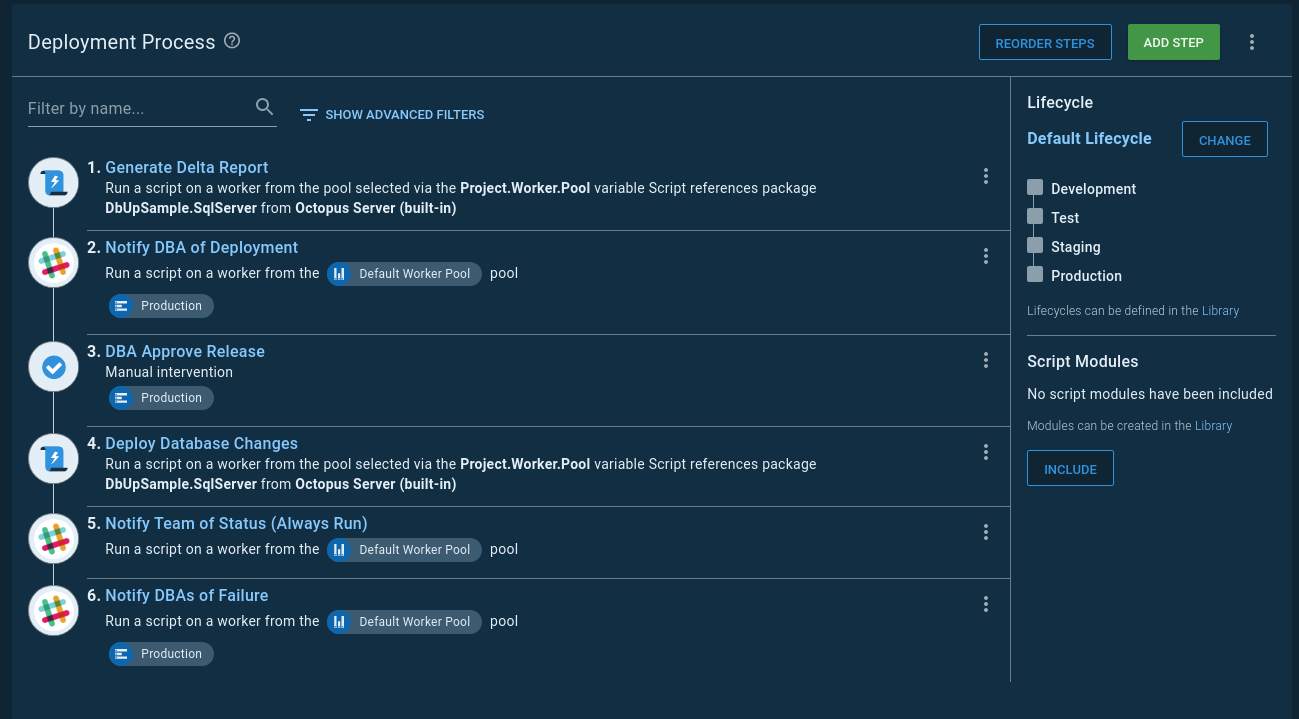 Deployment Process
REORDER STEPS
ADD STEP
Filter by name...
SHOW ADVANCED FILTERS
1. Generate Delta Report
Run a script on a worker from the pool selected via the Project.Worker.Pool variable Script references package
DbUpSample.SqlServer from Octopus Server (built-in)
2. Notify DBA of Deployment
Run a script on a worker from the Default Worker Pool pool
Production
3. DBA Approve Release
Manual intervention
Production
4. Deploy Database Changes
Run a script on a worker from the pool selected via the Project.Worker.Pool variable Script references package
DbUpSample.SqlServer from Octopus Server (built-in)
5. Notify Team of Status (Always Run)
Run a script on a worker from the Default Worker Pool pool
6. Notify DBAs of Failure
Run a script on a worker from the Default Worker Pool pool
Production
Lifecycle
Default Lifecycle
CHANGE
Development
Test
Staging
Production
Lifecycles can be defined in the Library
Script Modules
No script modules have been included
Modules can be created in the Library
INCLUDE